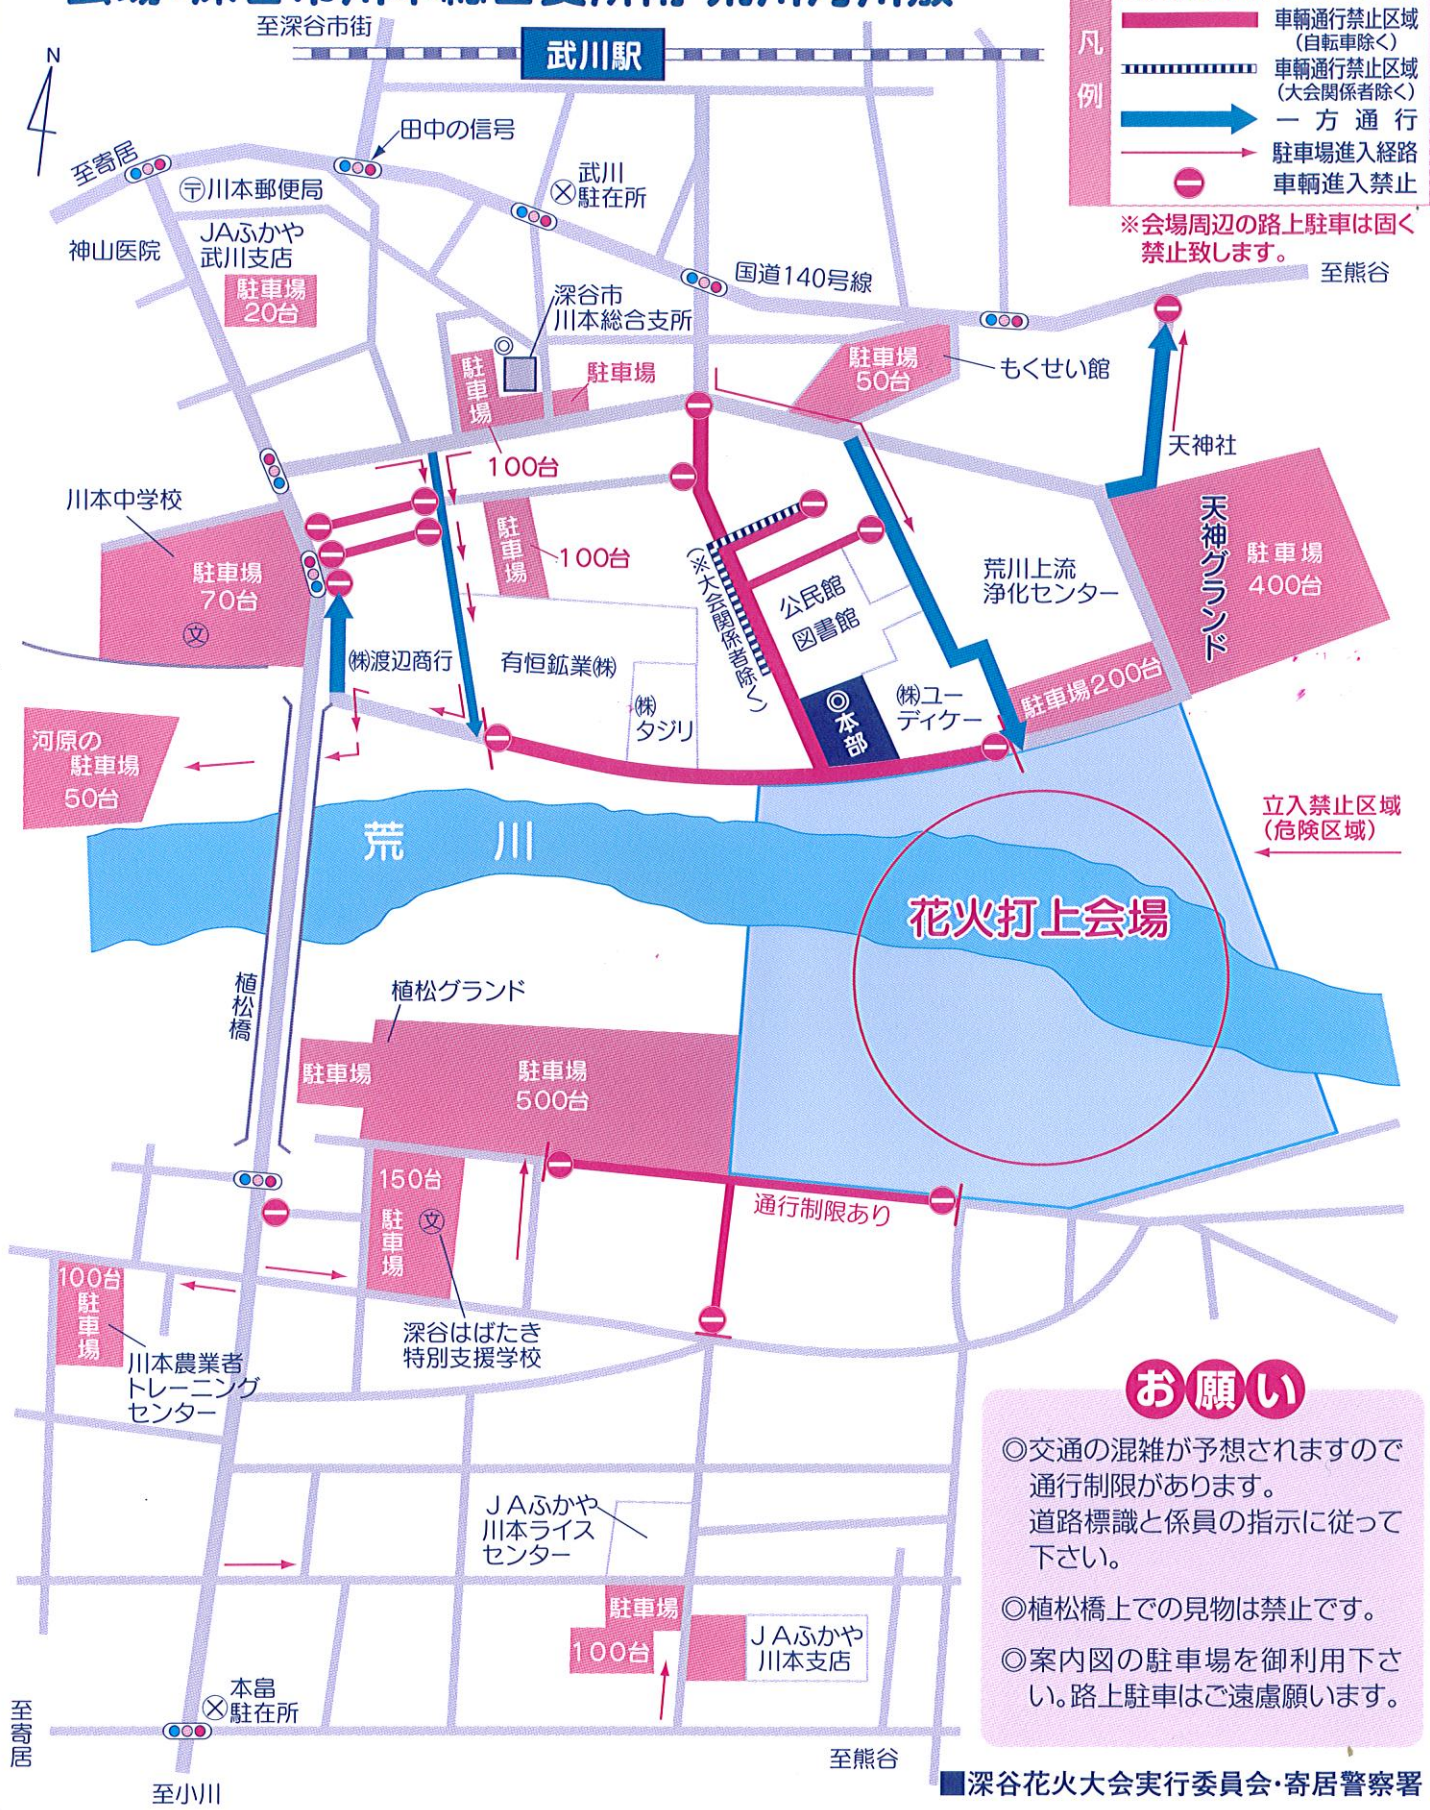 至深谷市街
武川駅
N
凡例
車輌通行禁止区域
(自転車除く)
車輌通行禁止区域
(大会関係者除く)
一方通行
駐車場進入経路
車輌進入禁止
※会場周辺の路上駐車は固く
禁止致します。
至寄居
田中の信号
〒川本郵便局
武川
駐在所
神山医院
JAふかや
武川支店
駐車場
20台
国道140号線
至熊谷
深谷市
川本総合支所
駐車場
駐車場
100台
駐車場
50台
もくせい館
天神社
川本中学校
駐車場
70台
文
駐車場
100台
(※大会関係者除く)
公民館
図書館
荒川上流
浄化センター
天神グランド
駐車場
400台
㈱渡辺商行
有恒鉱業㈱
㈱
タジリ
◎本部
㈱ユー
ディケー
駐車場200台
河原の
駐車場
50台
荒川
立入禁止区域
(危険区域)
花火打上会場
植松橋
植松グランド
駐車場
駐車場
500台
150台
駐車場
文
通行制限あり
100台
駐車場
川本農業者
トレーニング
センター
深谷はばたき
特別支援学校
お願い
◎交通の混雑が予想されますので
通行制限があります。
道路標識と係員の指示に従って
下さい。
◎植松橋上での見物は禁止です。
◎案内図の駐車場を御利用下さ
い。路上駐車はご遠慮願います。
JAふかや
川本ライス
センター
駐車場
100台
JAふかや
川本支店
本畠
駐在所
至寄居
至小川
至熊谷
■深谷花火大会実行委員会・寄居警察署